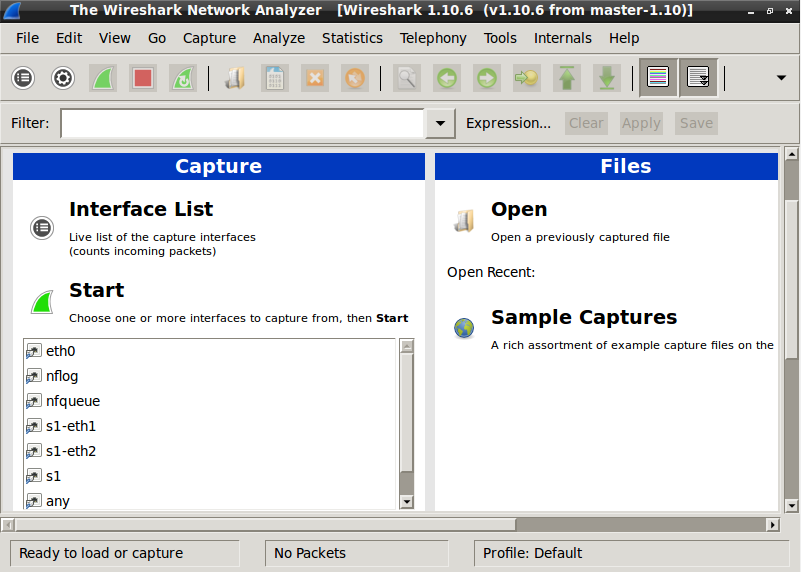 The Wireshark Network Analyzer [Wireshark 1.10.6 (v1.10.6 from master-1.10)]
File Edit View Go Capture Analyze Statistics Telephony Tools Internals Help
Filter: Expression... Clear Apply Save
Capture
Interface List
Live list of the capture interfaces
(counts incoming packets)
Start
Choose one or more interfaces to capture from, then Start
eth0
nflog
nfqueue
s1-eth1
s1-eth2
s1
any
Files
Open
Open a previously captured file
Open Recent:
Sample Captures
A rich assortment of example capture files on the
Ready to load or capture No Packets Profile: Default